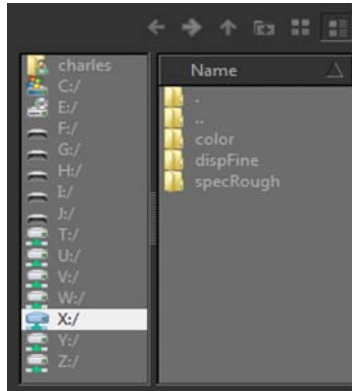 charles
C:/
E:/
F:/
G:/
H:/
I:/
J:/
T:/
U:/
V:/
W:/
X:/
Y:/
Z:/
Name
.
..
color
dispFine
specRough